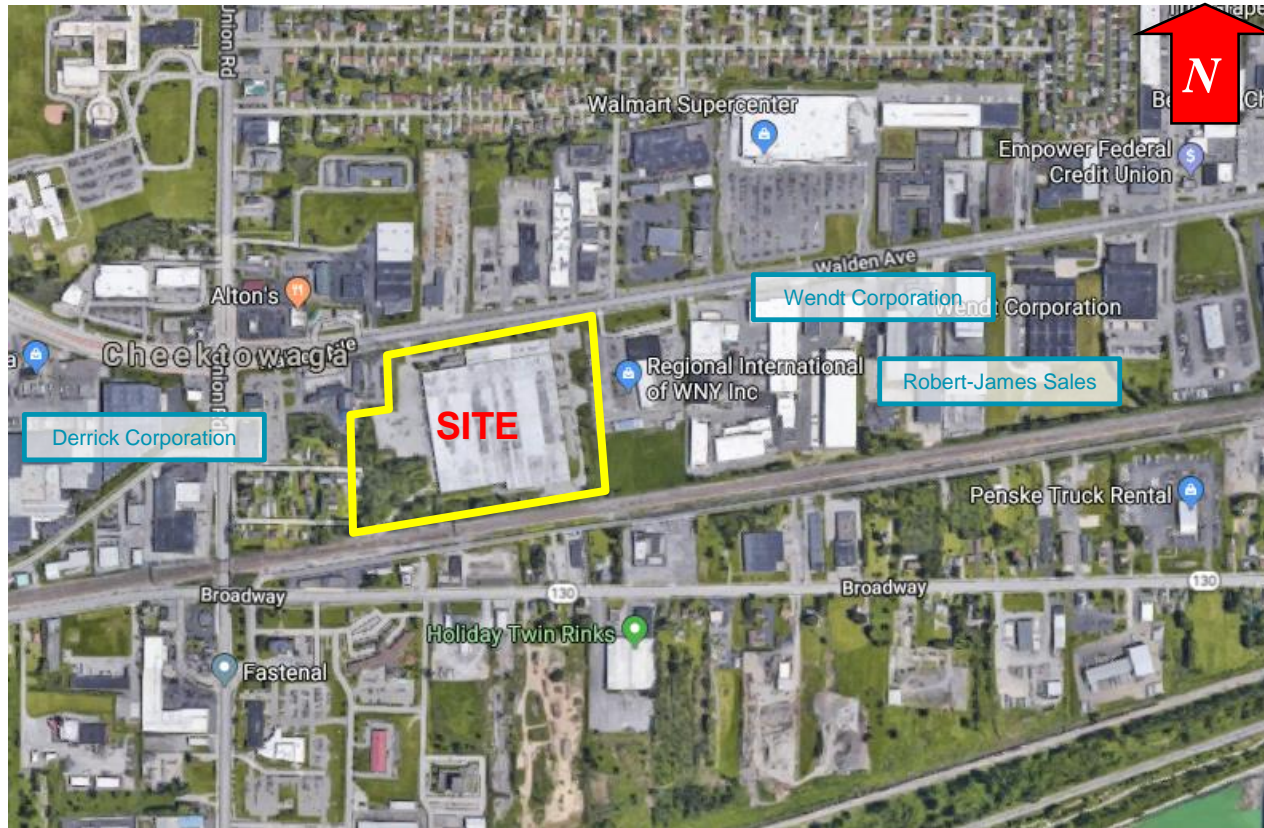 Union Rd
N
Walmart Supercenter
Empower Federal
Credit Union
Walden Ave
Wendt Corporation
Wendt Corporation
Alton's
Cheektowaga
Union Rd
Regional International
of WNY Inc
Robert-James Sales
SITE
Derrick Corporation
Penske Truck Rental
Broadway
130
Broadway
130
Holiday Twin Rinks
Fastenal